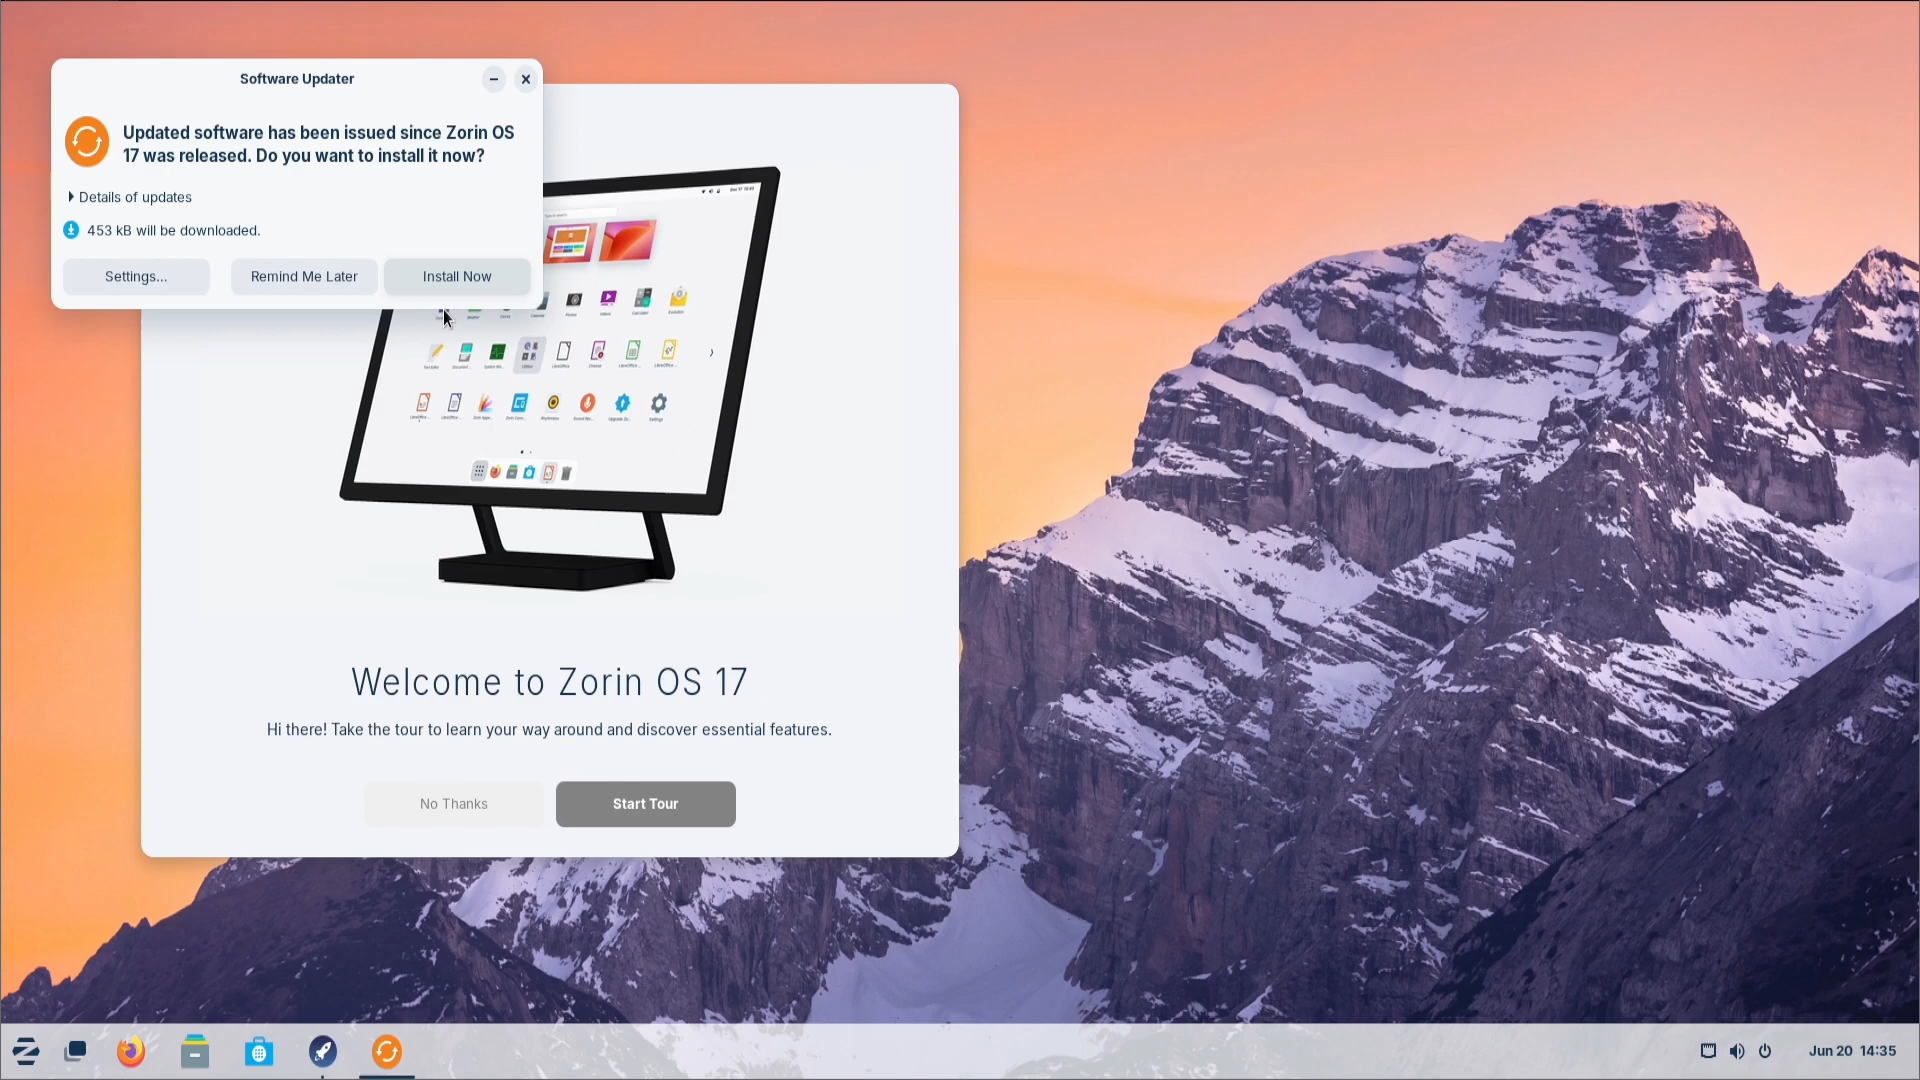 Software Updater
Updated software has been issued since Zorin OS
17 was released. Do you want to install it now?
Details of updates
453 kB will be downloaded.
Settings...
Remind Me Later
Install Now
Welcome to Zorin OS 17
Hi there! Take the tour to learn your way around and discover essential features.
No Thanks
Start Tour
Jun 20 14:35